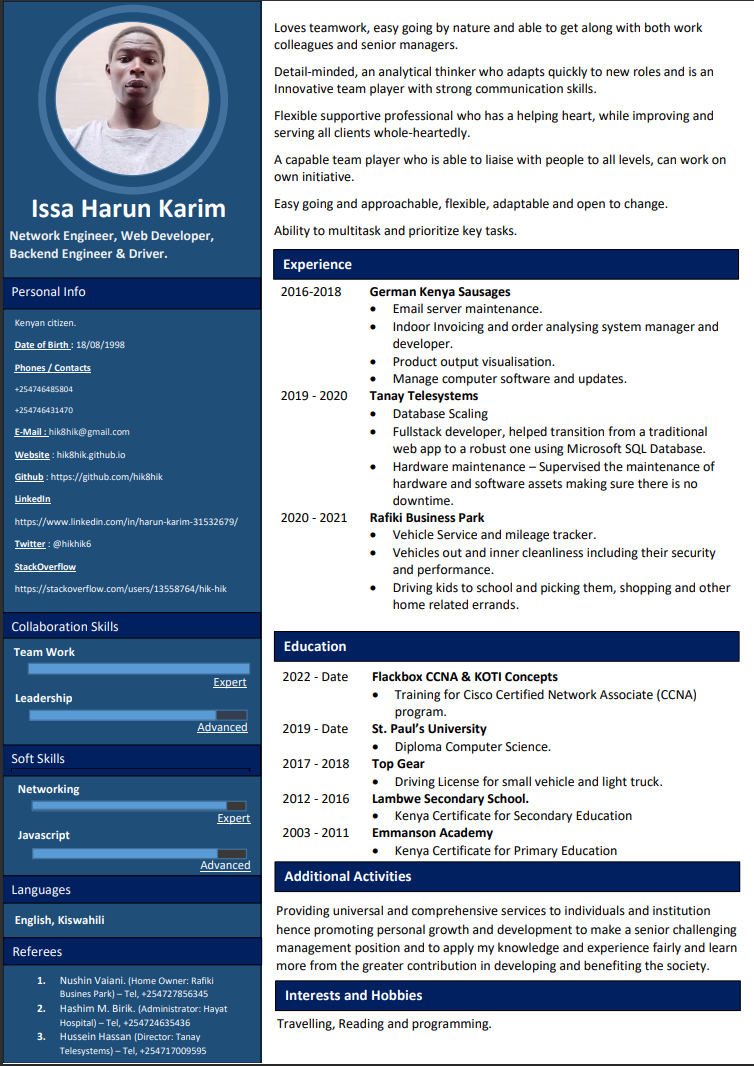 Issa Harun Karim
Network Engineer, Web Developer,
Backend Engineer & Driver.
Personal Info
Kenyan citizen.
Date of Birth : 18/08/1998
Phones / Contacts
+254746485804
+254746431470
E-Mail : hik8hik@gmail.com
Website : hik8hik.github.io
Github : https://github.com/hik8hik
LinkedIn
https://www.linkedin.com/in/harun-karim-31532679/
Twitter : @hikhik6
StackOverflow
https://stackoverflow.com/users/13558764/hik-hik
Collaboration Skills
Team Work
Expert
Leadership
Advanced
Soft Skills
Networking
Expert
Javascript
Advanced
Languages
English, Kiswahili
Referees
1. Nushin Vaiani. (Home Owner: Rafiki
Busines Park) – Tel, +254727856345
2. Hashim M. Birik. (Administrator: Hayat
Hospital) – Tel, +254724635436
3. Hussein Hassan (Director: Tanay
Telesystems) – Tel, +254717009595
Loves teamwork, easy going by nature and able to get along with both work
colleagues and senior managers.
Detail-minded, an analytical thinker who adapts quickly to new roles and is an
Innovative team player with strong communication skills.
Flexible supportive professional who has a helping heart, while improving and
serving all clients whole-heartedly.
A capable team player who is able to liaise with people to all levels, can work on
own initiative.
Easy going and approachable, flexible, adaptable and open to change.
Ability to multitask and prioritize key tasks.
Experience
2016-2018 German Kenya Sausages
• Email server maintenance.
• Indoor Invoicing and order analysing system manager and
developer.
• Product output visualisation.
• Manage computer software and updates.
2019 - 2020 Tanay Telesystems
• Database Scaling
• Fullstack developer, helped transition from a traditional
web app to a robust one using Microsoft SQL Database.
• Hardware maintenance – Supervised the maintenance of
hardware and software assets making sure there is no
downtime.
2020 - 2021 Rafiki Business Park
• Vehicle Service and mileage tracker.
• Vehicles out and inner cleanliness including their security
and performance.
• Driving kids to school and picking them, shopping and other
home related errands.
Education
2022 - Date Flackbox CCNA & KOTI Concepts
• Training for Cisco Certified Network Associate (CCNA)
program.
2019 - Date St. Paul's University
• Diploma Computer Science.
2017 - 2018 Top Gear
• Driving License for small vehicle and light truck.
2012 - 2016 Lambwe Secondary School.
• Kenya Certificate for Secondary Education
2003 - 2011 Emmanson Academy
• Kenya Certificate for Primary Education
Additional Activities
Providing universal and comprehensive services to individuals and institution
hence promoting personal growth and development to make a senior challenging
management position and to apply my knowledge and experience fairly and learn
more from the greater contribution in developing and benefiting the society.
Interests and Hobbies
Travelling, Reading and programming.